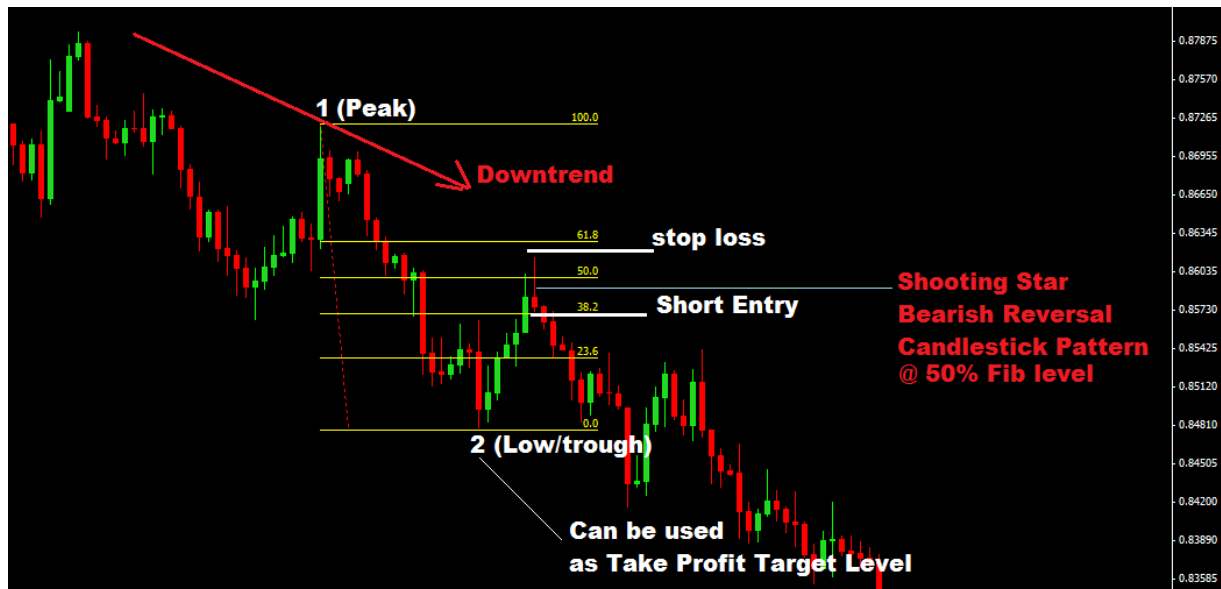 1 (Peak)
100.0
Downtrend
61.8
stop loss
50.0
Shooting Star
Bearish Reversal
Candlestick Pattern
@ 50% Fib level
38.2
Short Entry
23.6
0.0
2 (Low/trough)
Can be used
as Take Profit Target Level
0.87875
0.87570
0.87265
0.86955
0.86650
0.86345
0.86035
0.85730
0.85425
0.85120
0.84810
0.84505
0.84200
0.83890
0.83585